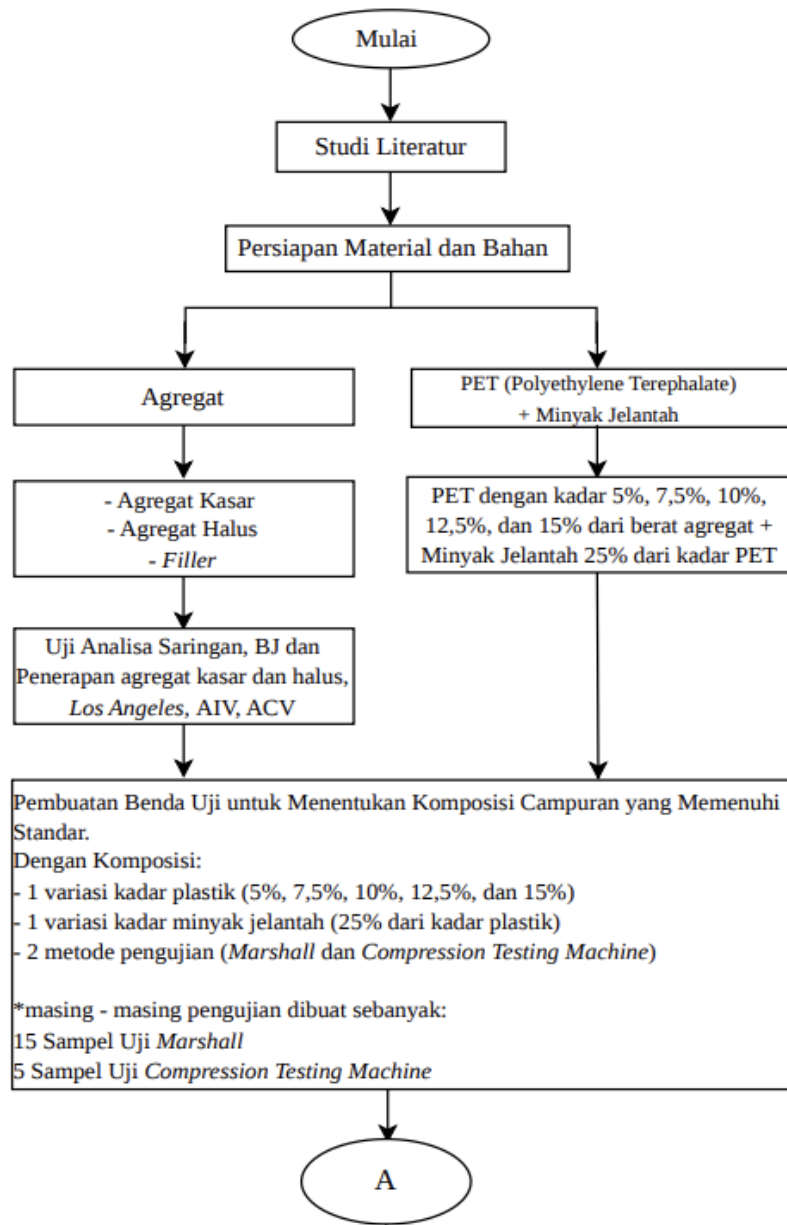 Mulai
Studi Literatur
Persiapan Material dan Bahan
Agregat
PET (Polyethylene Terephalate)
+ Minyak Jelantah
- Agregat Kasar
- Agregat Halus
- Filler
PET dengan kadar 5%, 7,5%, 10%,
12,5%, dan 15% dari berat agregat +
Minyak Jelantah 25% dari kadar PET
Uji Analisa Saringan, BJ dan
Penerapan agregat kasar dan halus,
Los Angeles, AIV, ACV
Pembuatan Benda Uji untuk Menentukan Komposisi Campuran yang Memenuhi
Standar.
Dengan Komposisi:
- 1 variasi kadar plastik (5%, 7,5%, 10%, 12,5%, dan 15%)
- 1 variasi kadar minyak jelantah (25% dari kadar plastik)
- 2 metode pengujian (Marshall dan Compression Testing Machine)
*masing - masing pengujian dibuat sebanyak:
15 Sampel Uji Marshall
5 Sampel Uji Compression Testing Machine
A